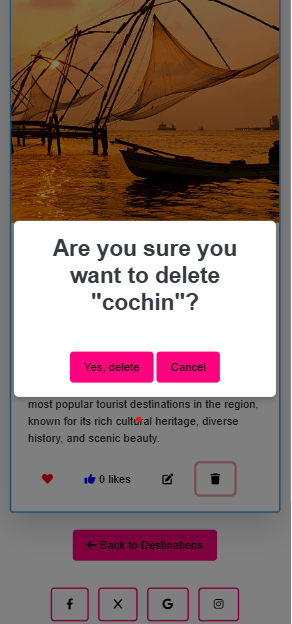 Are you sure you
want to delete
"cochin"?
Yes, delete
Cancel
most popular tourist destinations in the region,
known for its rich cultural heritage, diverse
history, and scenic beauty.
0 likes
Back to Destinations